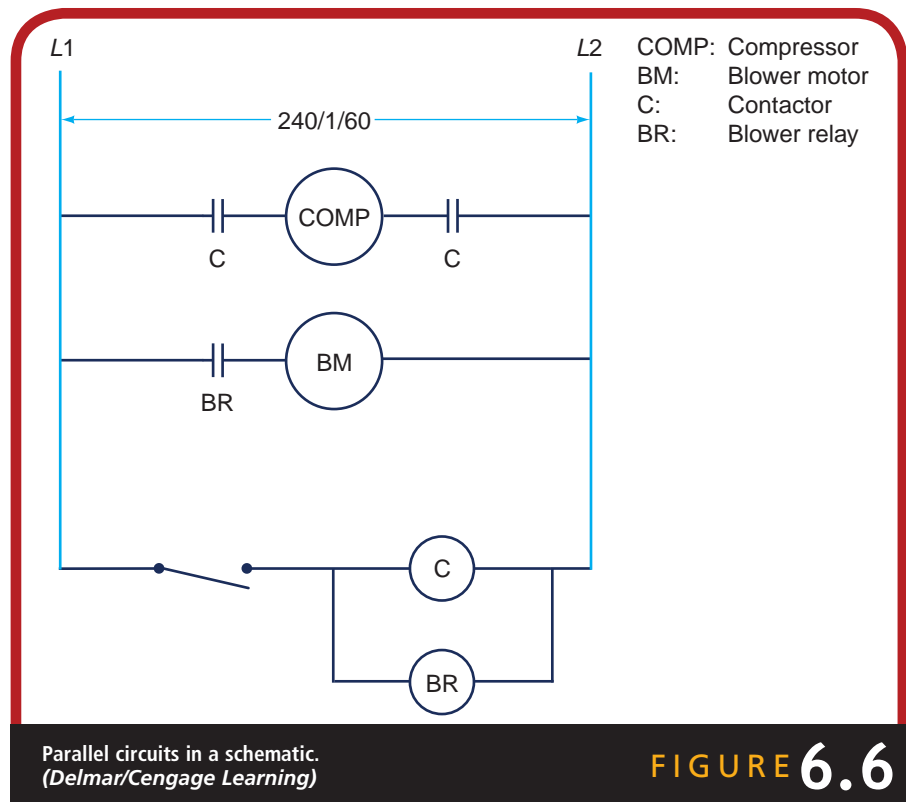 L1
L2
COMP: Compressor
BM: Blower motor
C: Contactor
BR: Blower relay
240/1/60
COMP
C
C
BM
BR
C
BR
Parallel circuits in a schematic.
(Delmar/Cengage Learning)
FIGURE 6.6